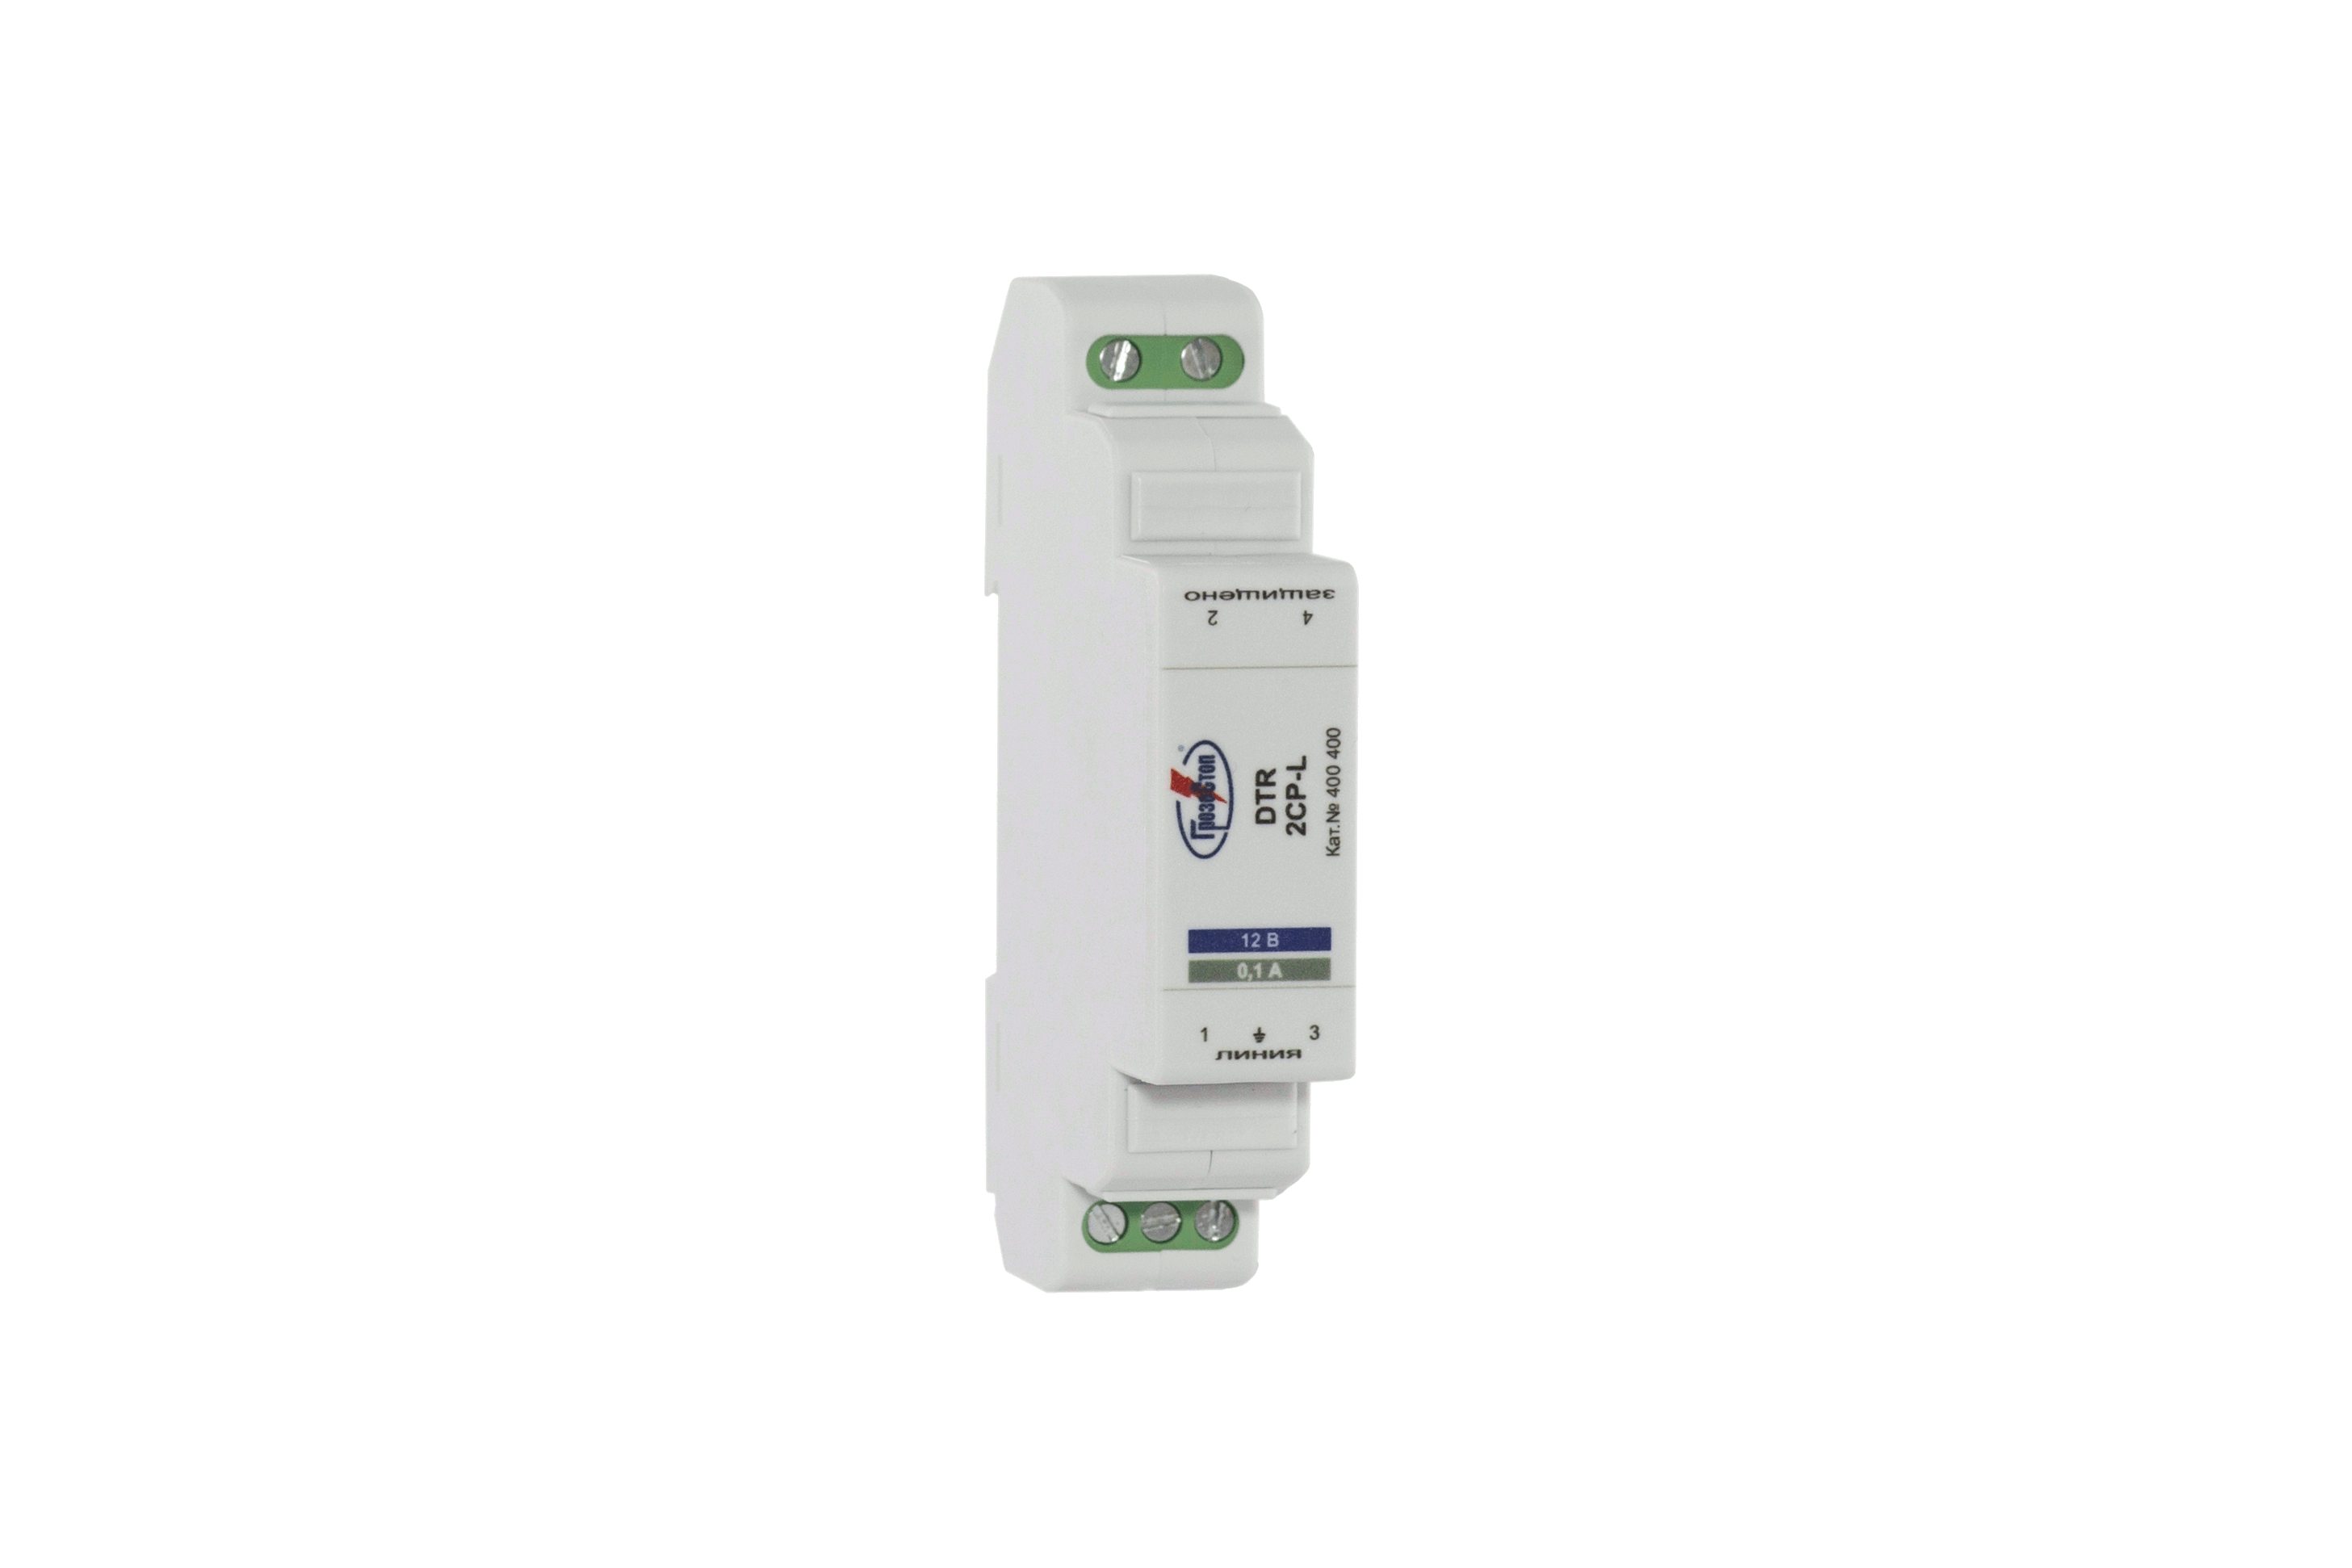 защищено
2 4
ГрозоСтоп
DTR
2CP-L
Кат.№ 400 400
12 В
0,1 А
1 3
линия